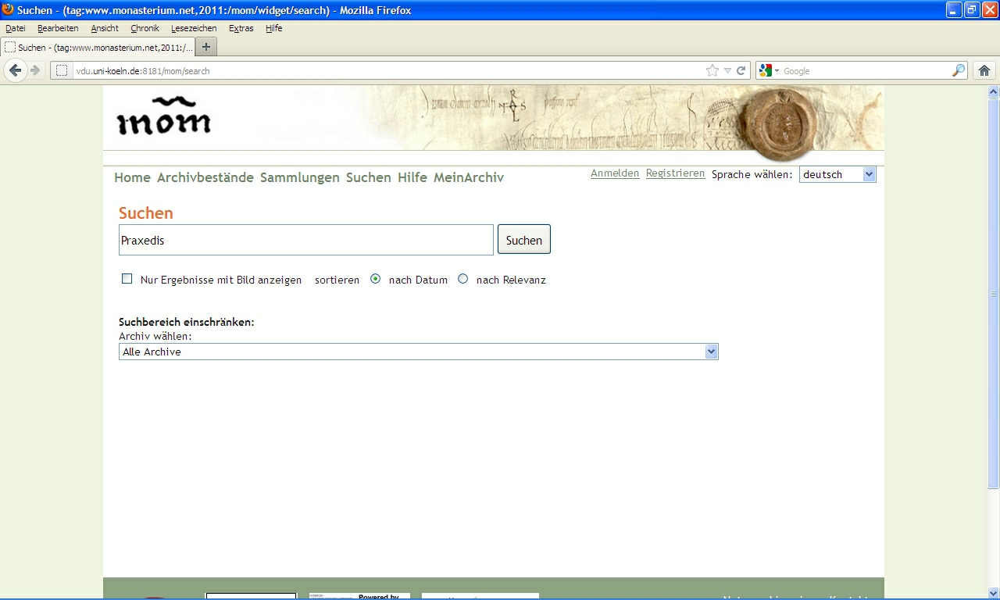 Suchen - (tag:www.monasterium.net,2011:/mom/widget/search) - Mozilla Firefox
Datei Bearbeiten Ansicht Chronik Lesezeichen Extras Hilfe
Suchen - (tag:www.monasterium.net,2011:/...
vdu.uni-koeln.de:8181/mom/search
Google
mom
Home Archivbestände Sammlungen Suchen Hilfe MeinArchiv
Anmelden Registrieren Sprache wählen: deutsch
Suchen
Praxedis
Suchen
Nur Ergebnisse mit Bild anzeigen sortieren nach Datum nach Relevanz
Suchbereich einschränken:
Archiv wählen:
Alle Archive
Powered by